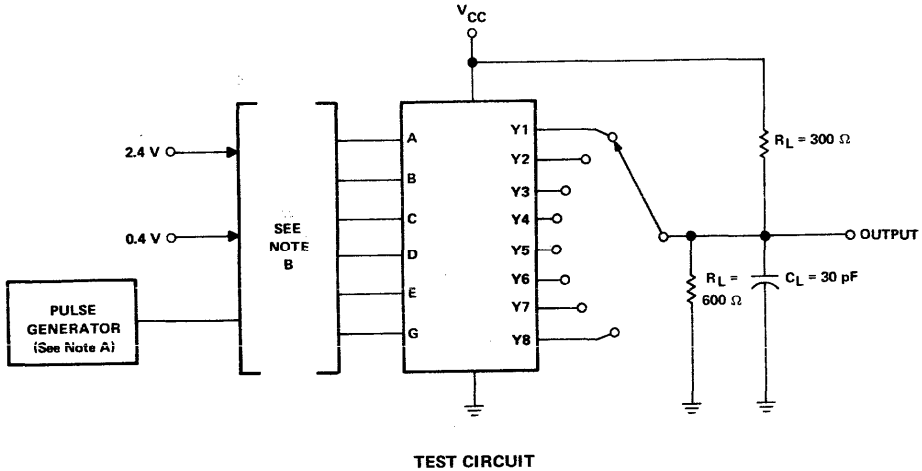 VCC
2.4 V
0.4 V
PULSE
GENERATOR
(See Note A)
SEE
NOTE
B
A
B
C
D
E
G
Y1
Y2
Y3
Y4
Y5
Y6
Y7
Y8
RL = 300 Ω
OUTPUT
RL =
600 Ω
CL = 30 pF
TEST CIRCUIT